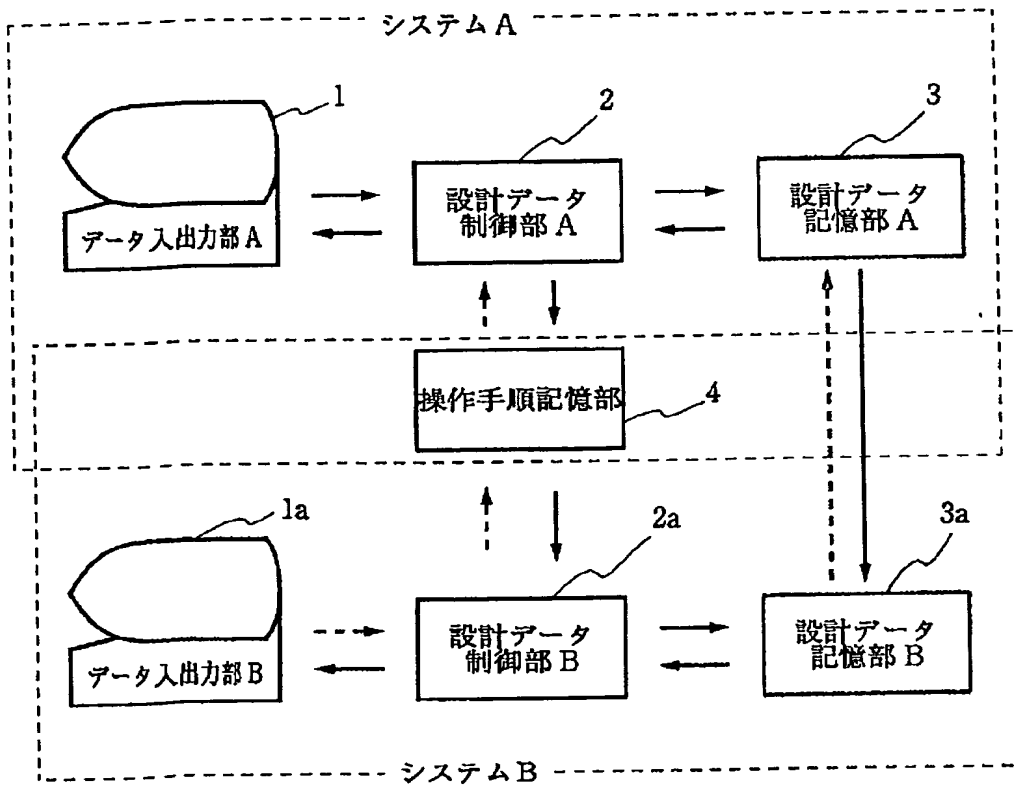 システムA
1
2
3
設計データ
制御部A
設計データ
記憶部A
データ入出力部A
操作手順記憶部
4
1a
2a
3a
設計データ
制御部B
設計データ
記憶部B
データ入出力部B
システムB